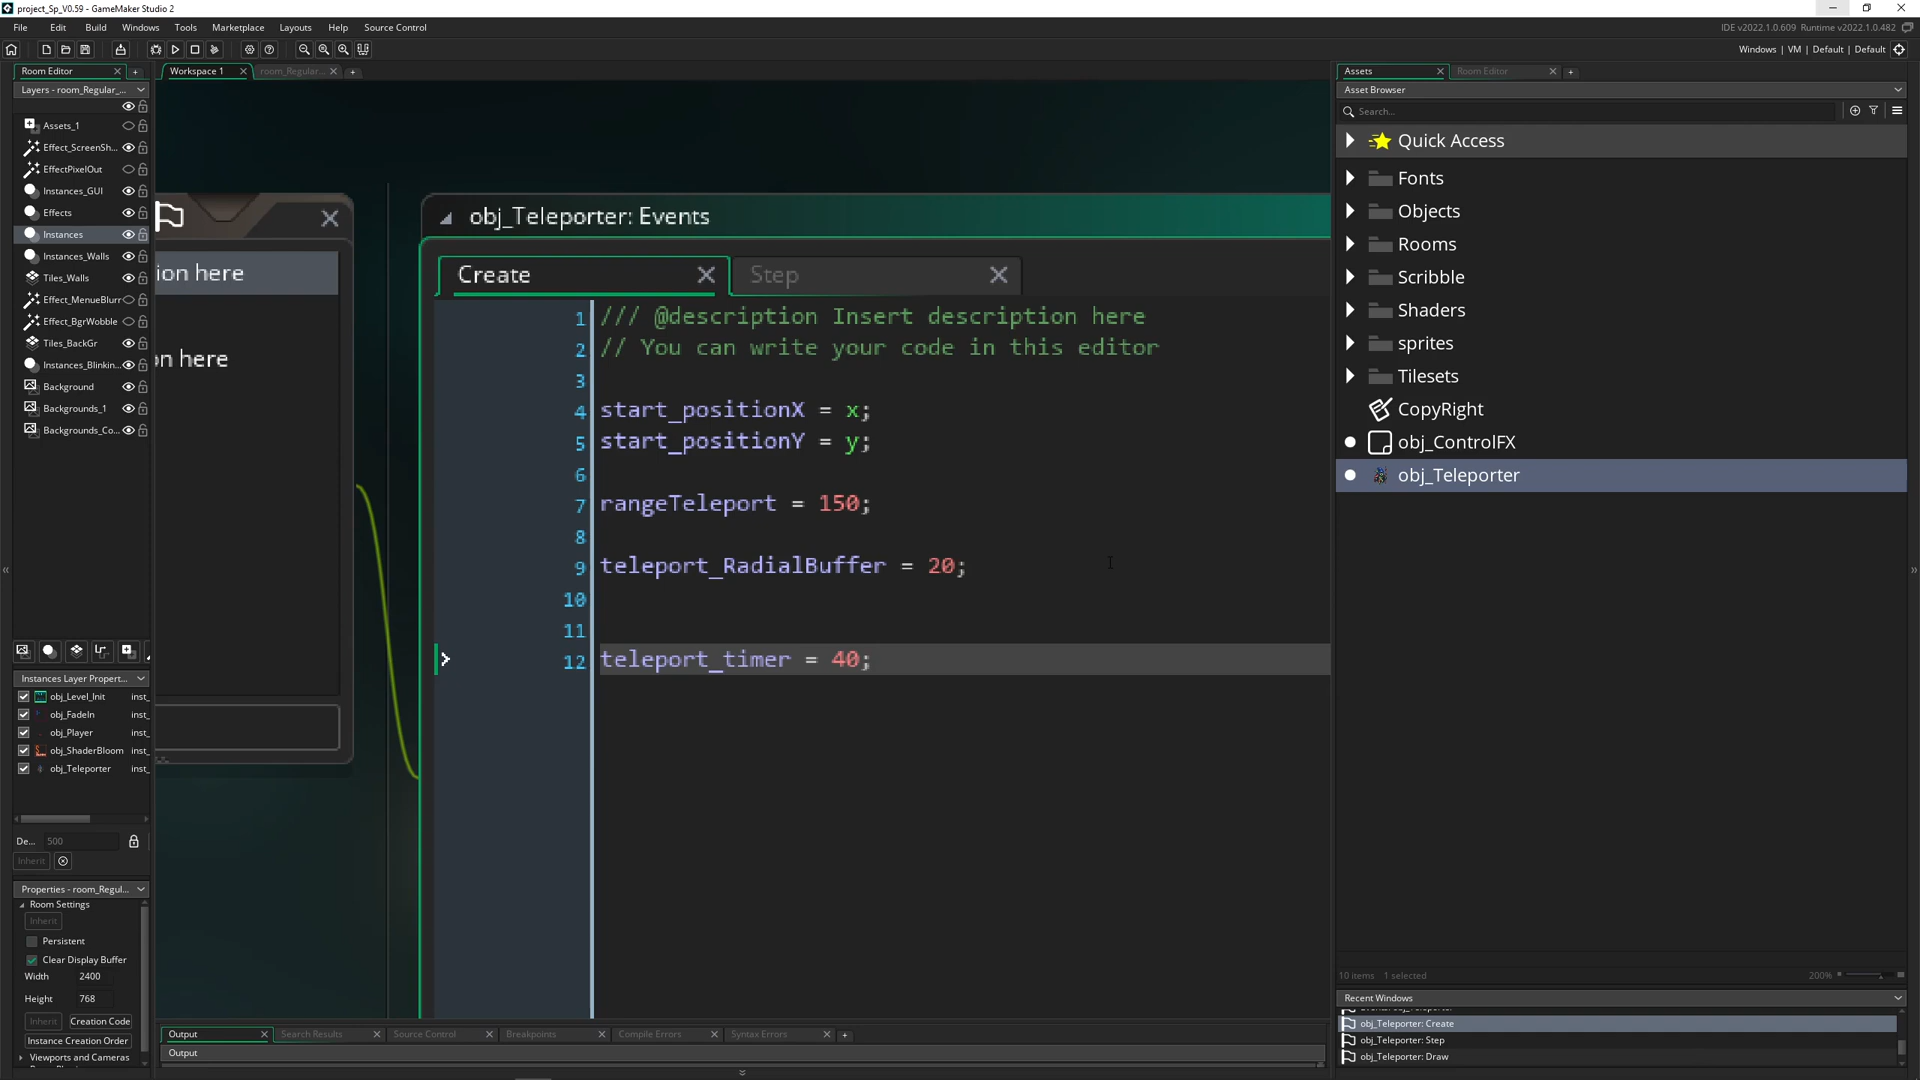 project_Sp_V0.59 - GameMaker Studio 2
File Edit Build Windows Tools Marketplace Layouts Help Source Control
IDE v2022.1.0.609 Runtime v2022.1.0.482
Windows | VM | Default | Default
Room Editor
Workspace 1
room_Regular...
Assets
Room Editor
Layers - room_Regular_...
Asset Browser
Search...
Assets_1
Effect_ScreenSh...
EffectPixelOut
Instances_GUI
Effects
Instances
Instances_Walls
Tiles_Walls
Effect_MenueBlurr
Effect_BgrWobble
Tiles_BackGr
Instances_Blinkin...
Background
Backgrounds_1
Backgrounds_Co...
ion here
on here
obj_Teleporter: Events
Create
Step
1 /// @description Insert description here
2 // You can write your code in this editor
3
4 start_positionX = x;
5 start_positionY = y;
6
7 rangeTeleport = 150;
8
9 teleport_RadialBuffer = 20;
10
11
12 teleport_timer = 40;
Quick Access
Fonts
Objects
Rooms
Scribble
Shaders
sprites
Tilesets
CopyRight
obj_ControlFX
obj_Teleporter
Instances Layer Propert...
obj_Level_Init inst_
obj_FadeIn inst_
obj_Player inst_
obj_ShaderBloom inst_
obj_Teleporter inst_
De... 500
Inherit
Properties - room_Regul...
Room Settings
Inherit
Persistent
Clear Display Buffer
Width 2400
Height 768
Inherit Creation Code
Instance Creation Order
Viewports and Cameras
Output
Search Results
Source Control
Breakpoints
Compile Errors
Syntax Errors
Output
10 items 1 selected
200%
Recent Windows
obj_Teleporter: Create
obj_Teleporter: Step
obj_Teleporter: Draw